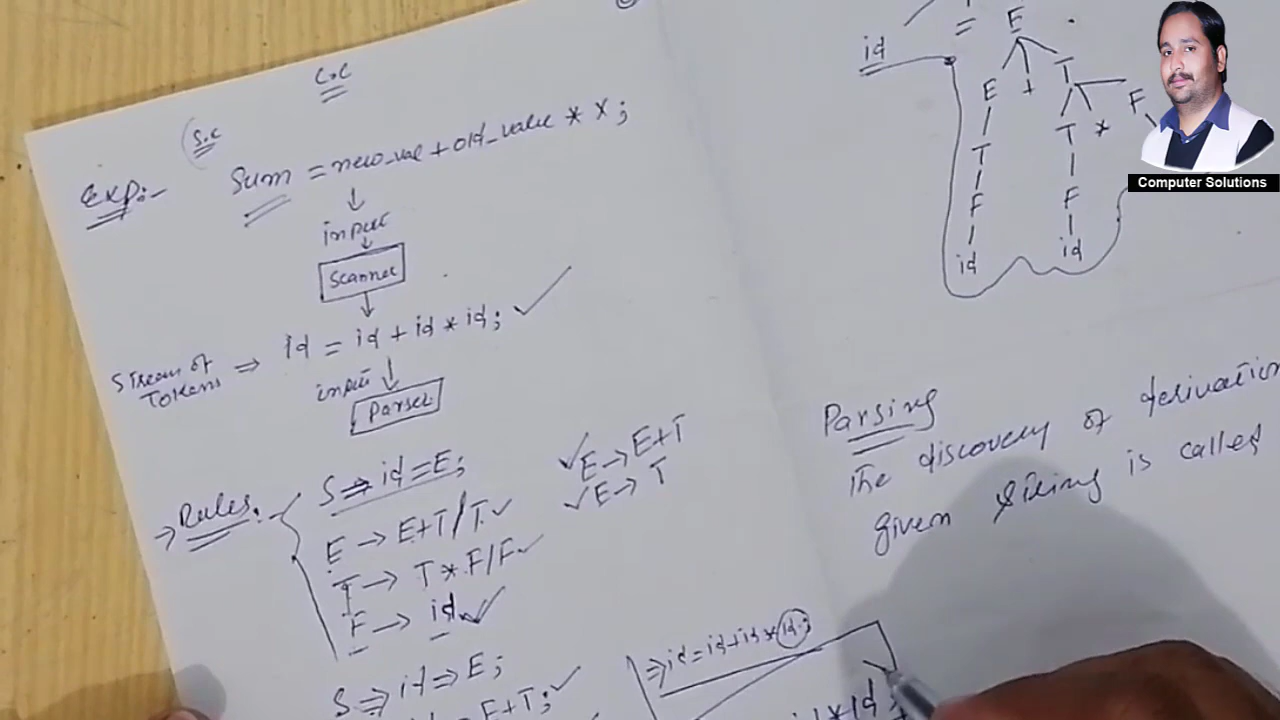 C.C
S.C
Exp:-
Sum = new_val + old_value * x;
input
Scanner
Stream of
Tokens ⇒ id = id + id * id; ✓
input
Parser
→ Rules:-
S ⇒ id = E;
E → E+T/T ✓
T → T * F/F ✓
F → id ✓
✓ E → E+T
✓ E → T
S ⇒ id ⇒ E;
E+T; ✓
⇒ id = id + id * id;
* id
id
= E
E + T
T T * F
F F
id id
Parsing
The discovery of derivation
given string is called
Computer Solutions